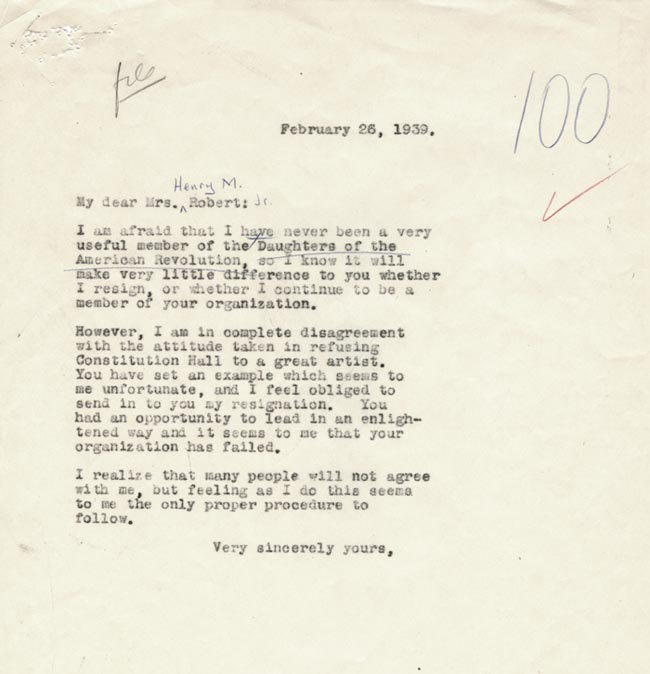 file
100
February 26, 1939.
Henry M.
My dear Mrs. ^ Robert: Jr.
I am afraid that I have never been a very
useful member of the Daughters of the
American Revolution, so I know it will
make very little difference to you whether
I resign, or whether I continue to be a
member of your organization.
However, I am in complete disagreement
with the attitude taken in refusing
Constitution Hall to a great artist.
You have set an example which seems to
me unfortunate, and I feel obliged to
send in to you my resignation. You
had an opportunity to lead in an enligh-
tened way and it seems to me that your
organization has failed.
I realize that many people will not agree
with me, but feeling as I do this seems
to me the only proper procedure to
follow.
Very sincerely yours,